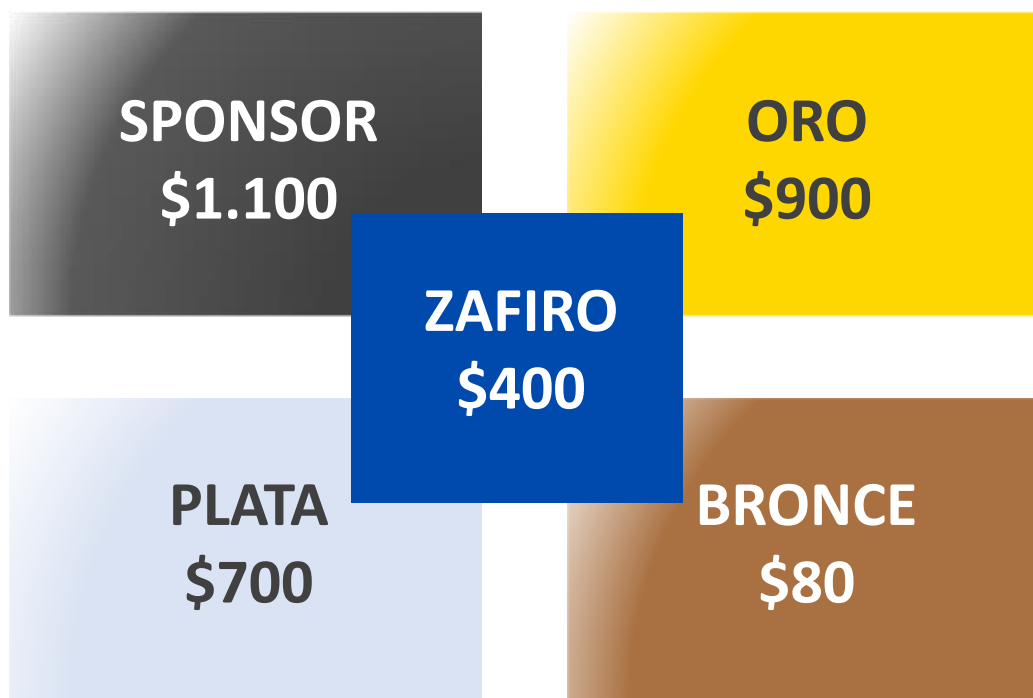 SPONSOR
$1.100
ORO
$900
ZAFIRO
$400
PLATA
$700
BRONCE
$80